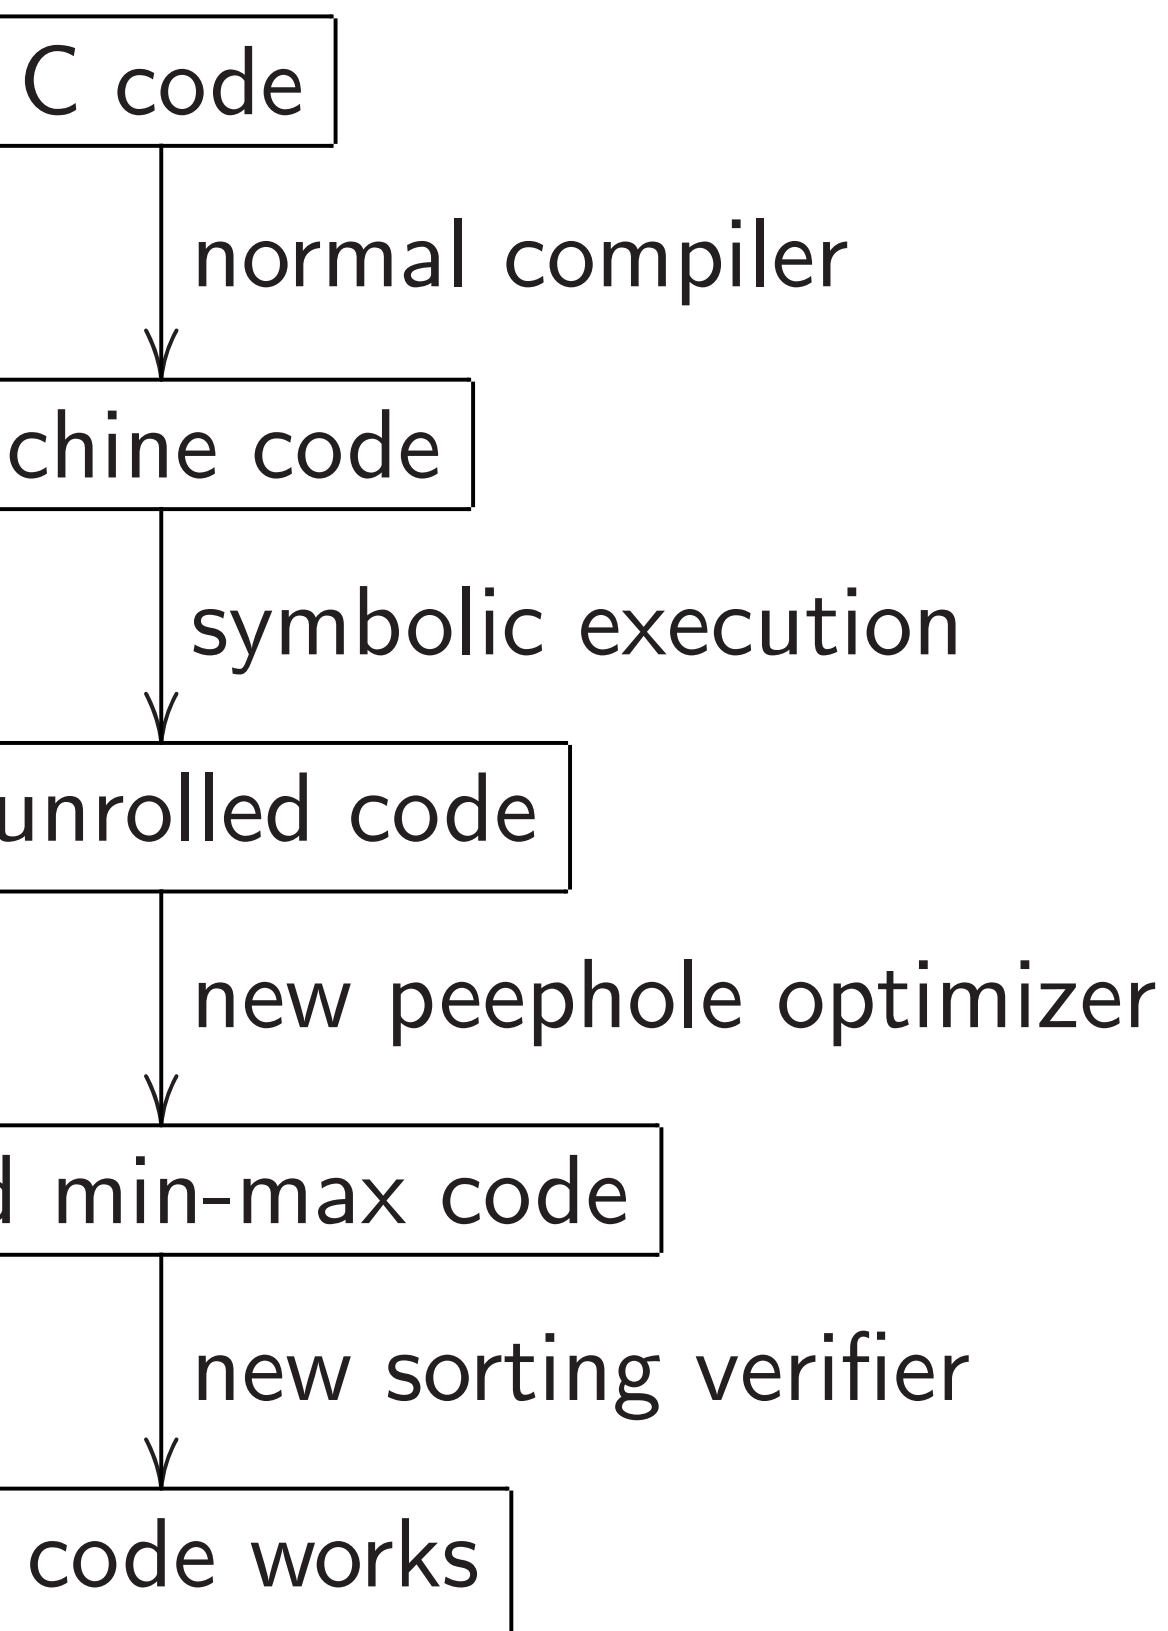 C code
normal compiler
chine code
symbolic execution
unrolled code
new peephole optimizer
d min-max code
new sorting verifier
code works